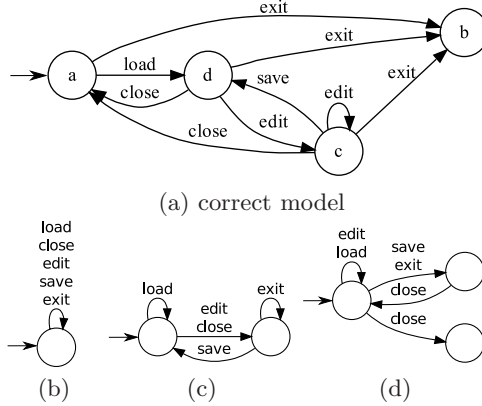 exit
b
a
load
d
exit
close
save
edit
exit
edit
close
c
(a) correct model
load
close
edit
save
exit
(b)
load
edit
close
save
exit
(c)
edit
load
save
exit
close
close
(d)